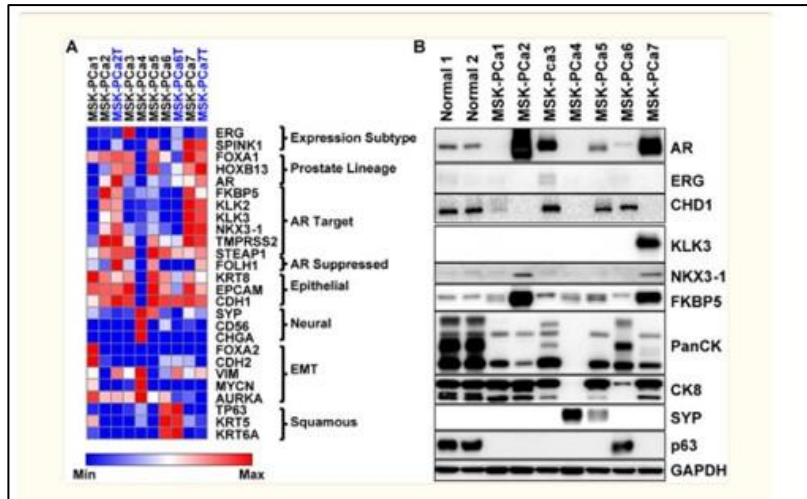 A
MSK-PCa1
MSK-PCa2
MSK-PCa2T
MSK-PCa3
MSK-PCa4
MSK-PCa5
MSK-PCa6
MSK-PCa6T
MSK-PCa7
MSK-PCa7T
ERG
SPINK1
Expression Subtype
FOXA1
HOXB13
AR
Prostate Lineage
FKBP5
KLK2
KLK3
NKX3-1
TMPRSS2
STEAP1
AR Target
FOLH1
AR Suppressed
KRT8
EPCAM
CDH1
Epithelial
SYP
CD56
CHGA
Neural
FOXA2
CDH2
VIM
MYCN
AURKA
EMT
TP63
KRT5
KRT6A
Squamous
Min
Max
B
Normal 1
Normal 2
MSK-PCa1
MSK-PCa2
MSK-Pca3
MSK-PCa4
MSK-PCa5
MSK-PCa6
MSK-PCa7
AR
ERG
CHD1
KLK3
NKX3-1
FKBP5
PanCK
CK8
SYP
p63
GAPDH